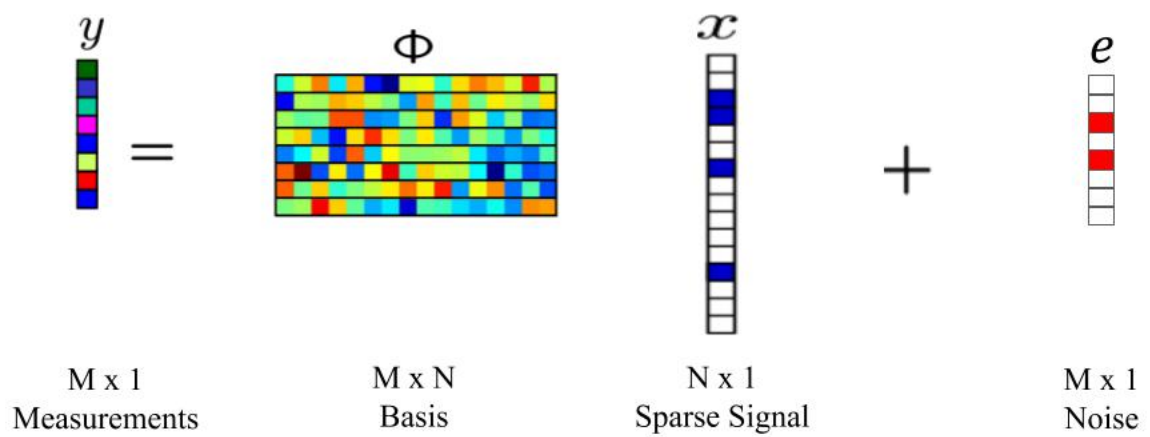 y = Φ x + e
M x 1 M x N N x 1 M x 1
Measurements Basis Sparse Signal Noise